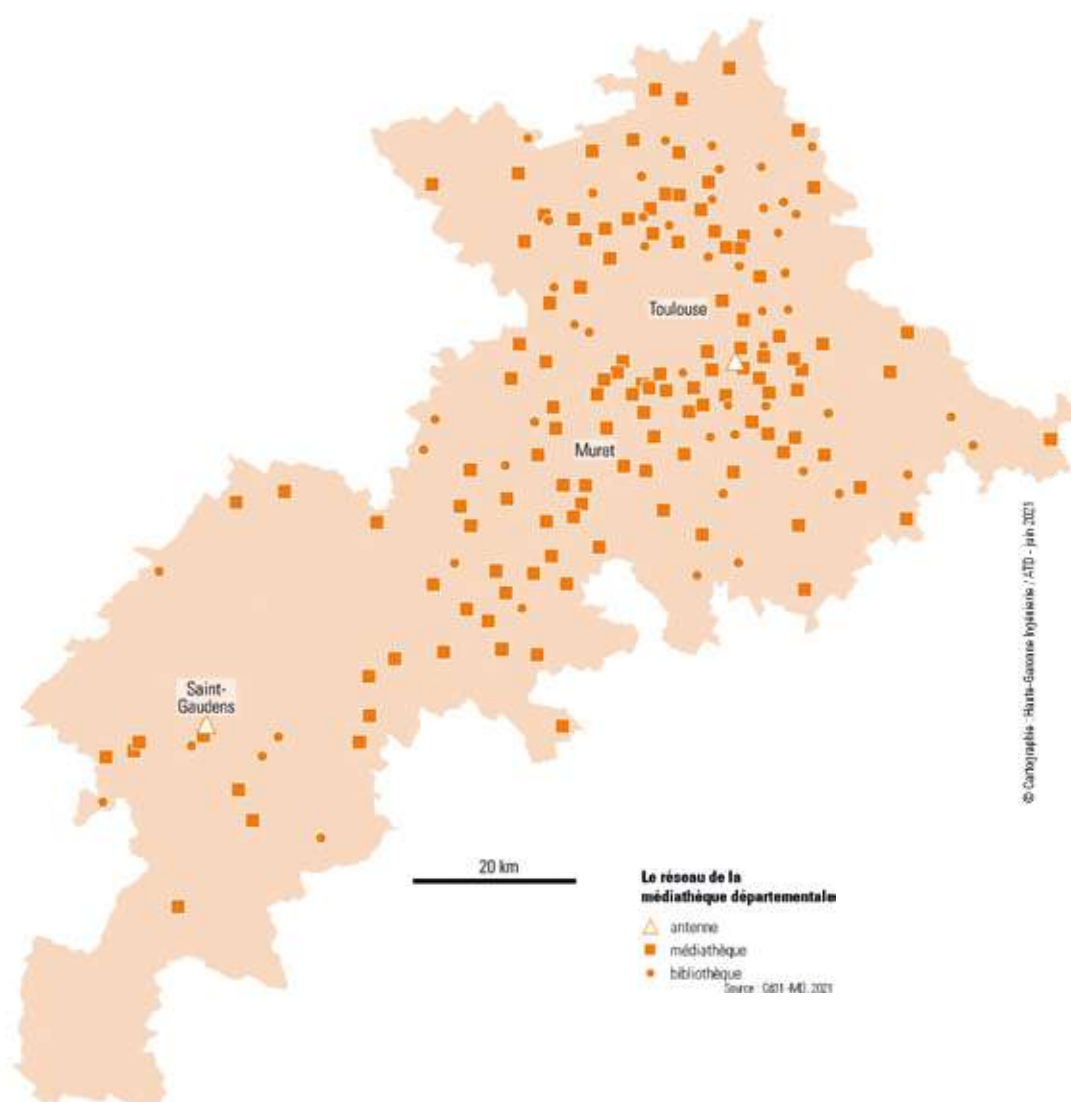 Toulouse
Muret
Saint-
Gaudens
20 km
Le réseau de la
médiathèque départementale
antenne
médiathèque
bibliothèque
Source : Cd31-MD, 2021
© Cartographie : Haute-Garonne Ingénierie / ATD - juin 2021